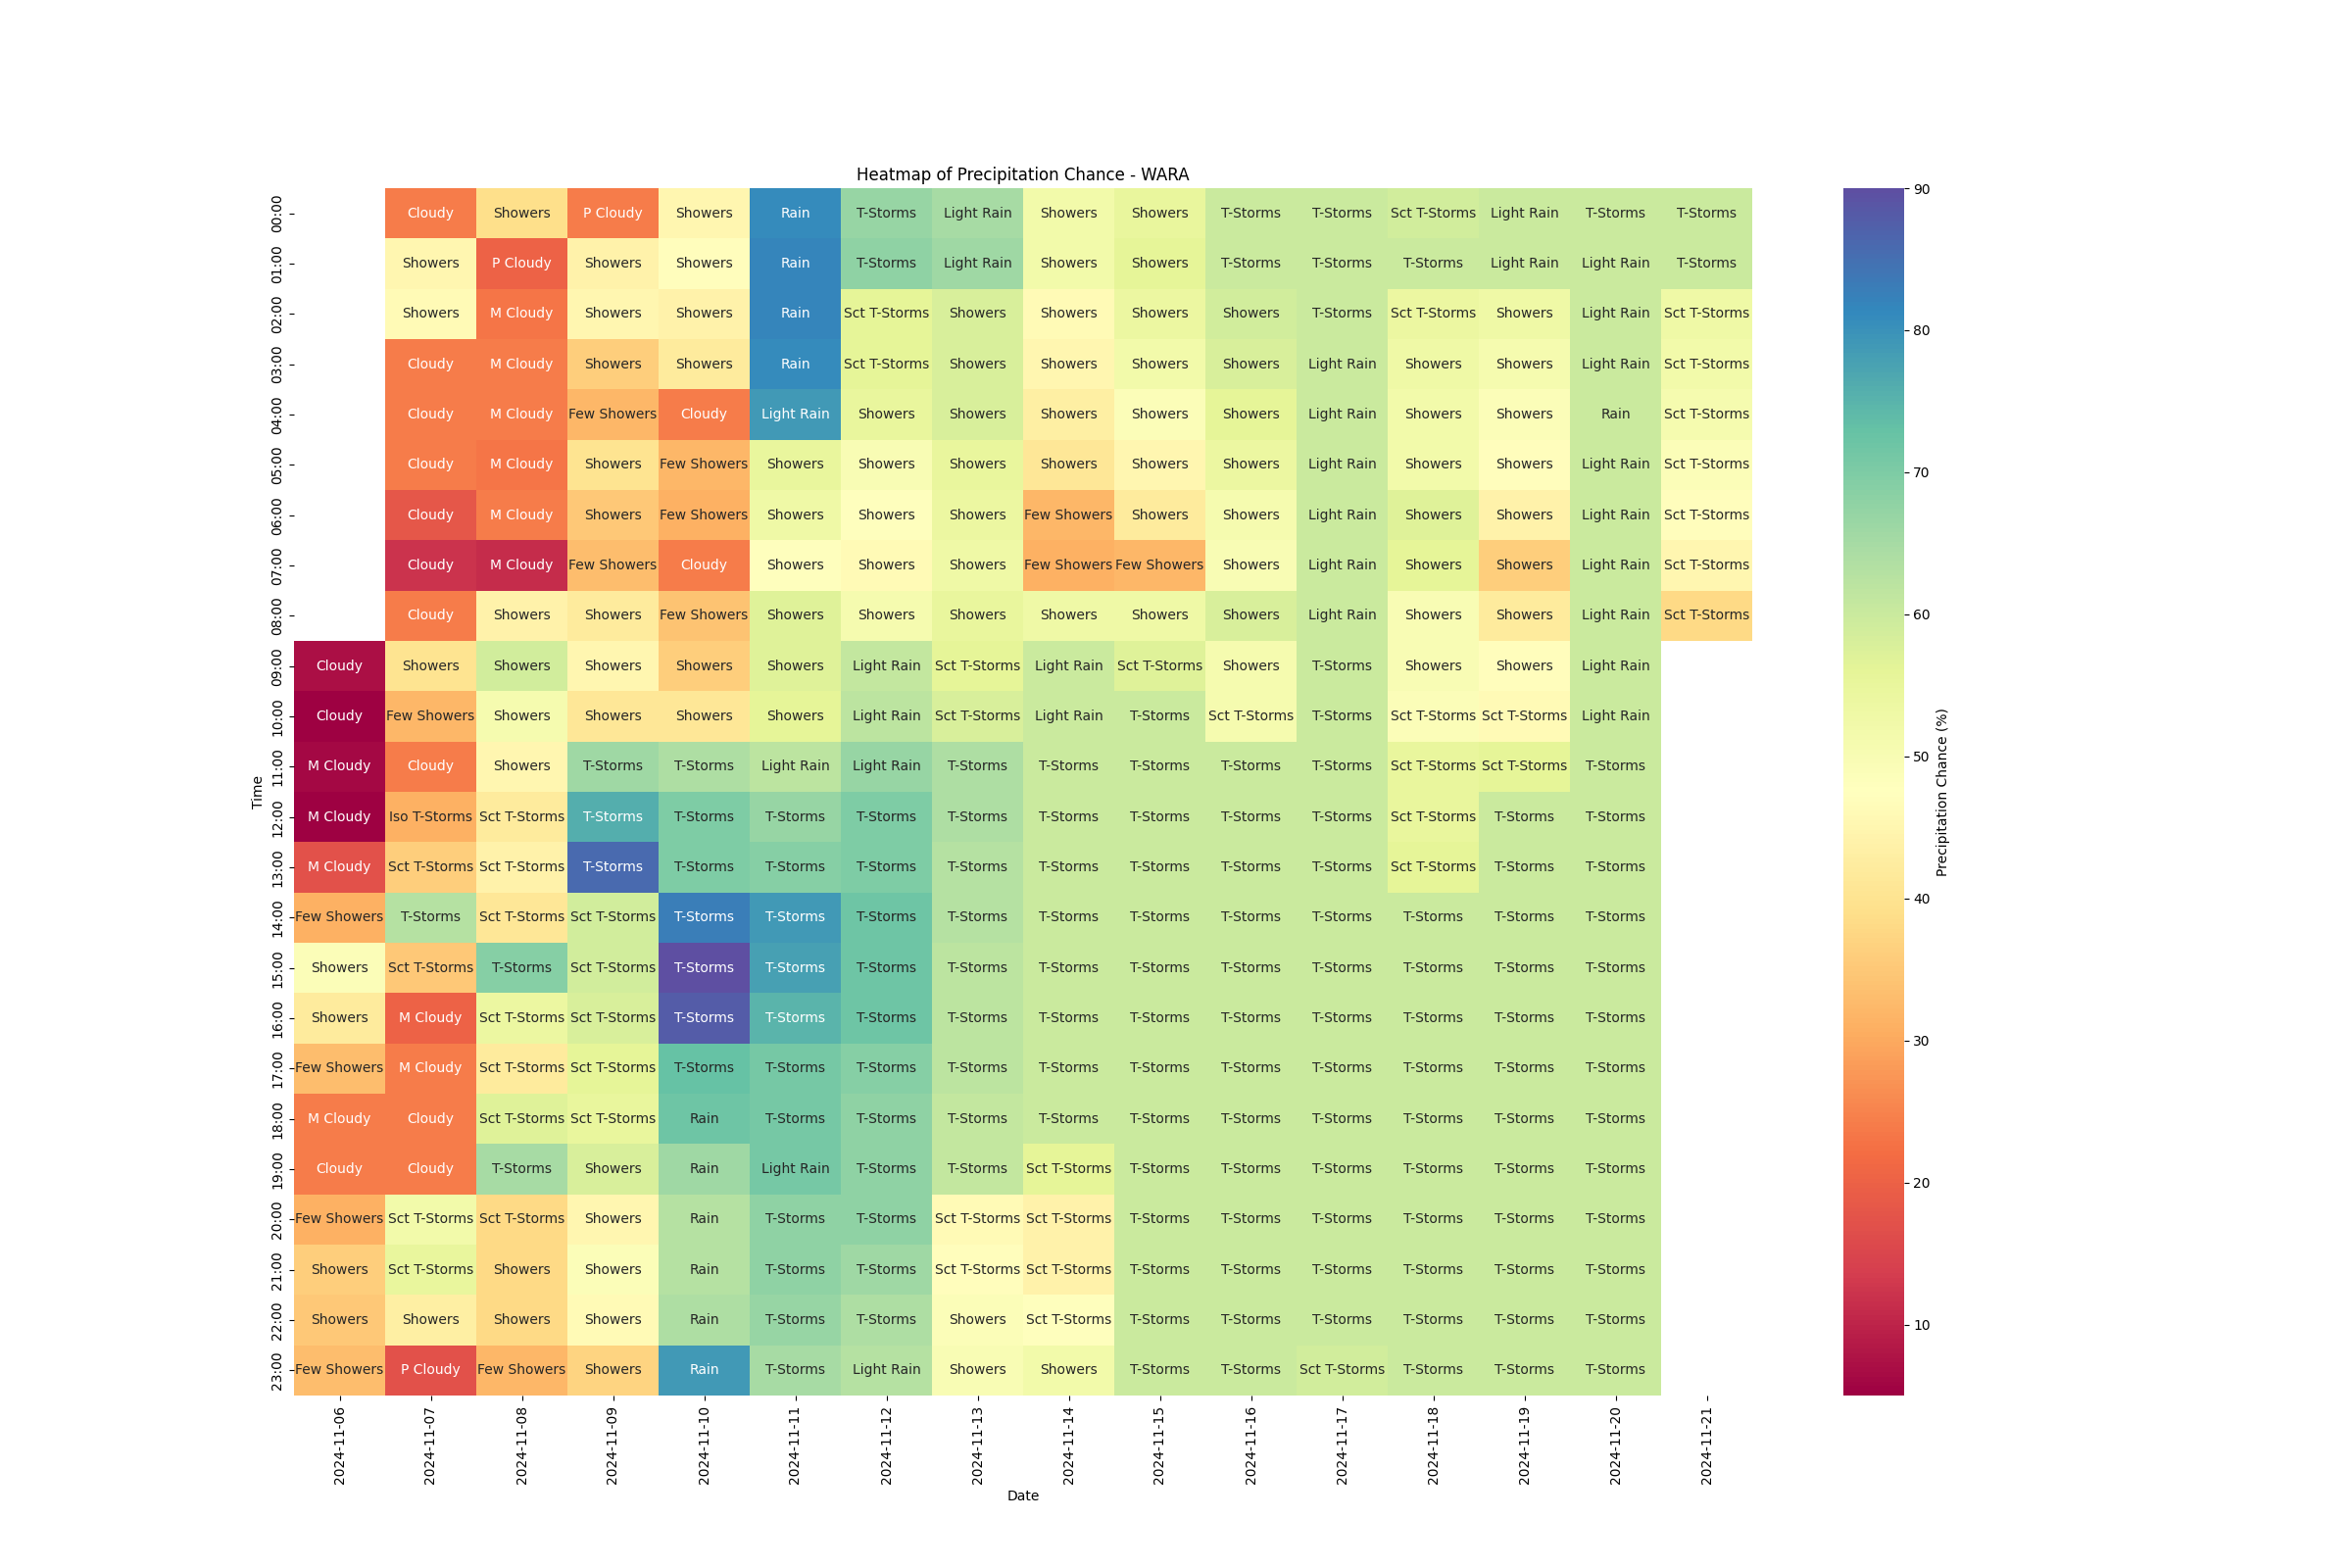 Heatmap of Precipitation Chance - WARA
00:00 Cloudy Showers P Cloudy Showers Rain T-Storms Light Rain Showers Showers T-Storms T-Storms Sct T-Storms Light Rain T-Storms T-Storms
01:00 Showers P Cloudy Showers Showers Rain T-Storms Light Rain Showers Showers T-Storms T-Storms T-Storms Light Rain Light Rain T-Storms
02:00 Showers M Cloudy Showers Showers Rain Sct T-Storms Showers Showers Showers Showers T-Storms Sct T-Storms Showers Light Rain Sct T-Storms
03:00 Cloudy M Cloudy Showers Showers Rain Sct T-Storms Showers Showers Showers Showers Light Rain Showers Showers Light Rain Sct T-Storms
04:00 Cloudy M Cloudy Few Showers Cloudy Light Rain Showers Showers Showers Showers Showers Light Rain Showers Showers Rain Sct T-Storms
05:00 Cloudy M Cloudy Showers Few Showers Showers Showers Showers Showers Showers Showers Light Rain Showers Showers Light Rain Sct T-Storms
06:00 Cloudy M Cloudy Showers Few Showers Showers Showers Showers Few Showers Showers Showers Light Rain Showers Showers Light Rain Sct T-Storms
07:00 Cloudy M Cloudy Few Showers Cloudy Showers Showers Showers Few Showers Few Showers Showers Light Rain Showers Showers Light Rain Sct T-Storms
08:00 Cloudy Showers Showers Few Showers Showers Showers Showers Showers Showers Showers Light Rain Showers Showers Light Rain Sct T-Storms
09:00 Cloudy Showers Showers Showers Showers Showers Light Rain Sct T-Storms Light Rain Sct T-Storms Showers T-Storms Showers Showers Light Rain
10:00 Cloudy Few Showers Showers Showers Showers Showers Light Rain Sct T-Storms Light Rain T-Storms Sct T-Storms T-Storms Sct T-Storms Sct T-Storms Light Rain
11:00 M Cloudy Cloudy Showers T-Storms T-Storms Light Rain Light Rain T-Storms T-Storms T-Storms T-Storms T-Storms Sct T-Storms Sct T-Storms T-Storms
12:00 M Cloudy Iso T-Storms Sct T-Storms T-Storms T-Storms T-Storms T-Storms T-Storms T-Storms T-Storms T-Storms T-Storms Sct T-Storms T-Storms T-Storms
13:00 M Cloudy Sct T-Storms Sct T-Storms T-Storms T-Storms T-Storms T-Storms T-Storms T-Storms T-Storms T-Storms T-Storms Sct T-Storms T-Storms T-Storms
14:00 Few Showers T-Storms Sct T-Storms Sct T-Storms T-Storms T-Storms T-Storms T-Storms T-Storms T-Storms T-Storms T-Storms T-Storms T-Storms T-Storms
15:00 Showers Sct T-Storms T-Storms Sct T-Storms T-Storms T-Storms T-Storms T-Storms T-Storms T-Storms T-Storms T-Storms T-Storms T-Storms T-Storms
16:00 Showers M Cloudy Sct T-Storms Sct T-Storms T-Storms T-Storms T-Storms T-Storms T-Storms T-Storms T-Storms T-Storms T-Storms T-Storms T-Storms
17:00 Few Showers M Cloudy Sct T-Storms Sct T-Storms T-Storms T-Storms T-Storms T-Storms T-Storms T-Storms T-Storms T-Storms T-Storms T-Storms T-Storms
18:00 M Cloudy Cloudy Sct T-Storms Sct T-Storms Rain T-Storms T-Storms T-Storms T-Storms T-Storms T-Storms T-Storms T-Storms T-Storms T-Storms
19:00 Cloudy Cloudy T-Storms Showers Rain Light Rain T-Storms T-Storms Sct T-Storms T-Storms T-Storms T-Storms T-Storms T-Storms T-Storms
20:00 Few Showers Sct T-Storms Sct T-Storms Showers Rain T-Storms T-Storms Sct T-Storms Sct T-Storms T-Storms T-Storms T-Storms T-Storms T-Storms T-Storms
21:00 Showers Sct T-Storms Showers Showers Rain T-Storms T-Storms Sct T-Storms Sct T-Storms T-Storms T-Storms T-Storms T-Storms T-Storms T-Storms
22:00 Showers Showers Showers Showers Rain T-Storms T-Storms Showers Sct T-Storms T-Storms T-Storms T-Storms T-Storms T-Storms T-Storms
23:00 Few Showers P Cloudy Few Showers Showers Rain T-Storms Light Rain Showers Showers T-Storms T-Storms Sct T-Storms T-Storms T-Storms T-Storms
2024-11-06 2024-11-07 2024-11-08 2024-11-09 2024-11-10 2024-11-11 2024-11-12 2024-11-13 2024-11-14 2024-11-15 2024-11-16 2024-11-17 2024-11-18 2024-11-19 2024-11-20 2024-11-21
Date
Time
90
80
70
60
50
40
30
20
10
Precipitation Chance (%)